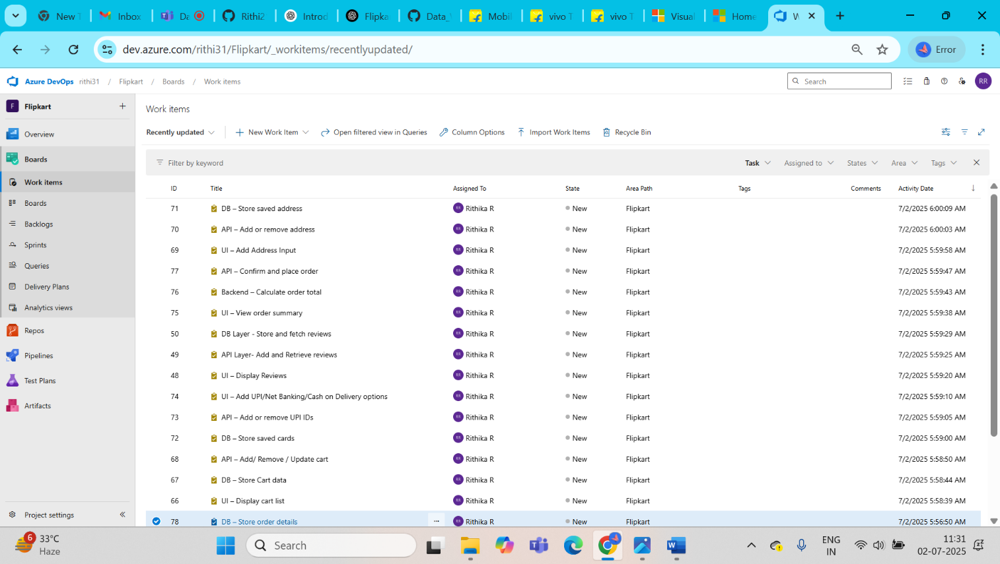 New T
Inbox
Da
Rithi2
Introd
Flipka
Data_
Mobil
vivo T
vivo T
Visual
Home
W
dev.azure.com/rithi31/Flipkart/_workitems/recentlyupdated/
Error
Azure DevOps rithi31 / Flipkart / Boards / Work items
Search
RR
F Flipkart
Overview
Boards
Work items
Boards
Backlogs
Sprints
Queries
Delivery Plans
Analytics views
Repos
Pipelines
Test Plans
Artifacts
Project settings
Work items
Recently updated New Work Item Open filtered view in Queries Column Options Import Work Items Recycle Bin
Filter by keyword Task Assigned to States Area Tags
ID Title Assigned To State Area Path Tags Comments Activity Date
71 DB – Store saved address RR Rithika R New Flipkart 7/2/2025 6:00:09 AM
70 API – Add or remove address RR Rithika R New Flipkart 7/2/2025 6:00:03 AM
69 UI – Add Address Input RR Rithika R New Flipkart 7/2/2025 5:59:58 AM
77 API – Confirm and place order RR Rithika R New Flipkart 7/2/2025 5:59:47 AM
76 Backend – Calculate order total RR Rithika R New Flipkart 7/2/2025 5:59:43 AM
75 UI – View order summary RR Rithika R New Flipkart 7/2/2025 5:59:38 AM
50 DB Layer - Store and fetch reviews RR Rithika R New Flipkart 7/2/2025 5:59:29 AM
49 API Layer- Add and Retrieve reviews RR Rithika R New Flipkart 7/2/2025 5:59:25 AM
48 UI – Display Reviews RR Rithika R New Flipkart 7/2/2025 5:59:20 AM
74 UI – Add UPI/Net Banking/Cash on Delivery options RR Rithika R New Flipkart 7/2/2025 5:59:10 AM
73 API – Add or remove UPI IDs RR Rithika R New Flipkart 7/2/2025 5:59:05 AM
72 DB – Store saved cards RR Rithika R New Flipkart 7/2/2025 5:59:00 AM
68 API – Add/ Remove / Update cart RR Rithika R New Flipkart 7/2/2025 5:58:50 AM
67 DB – Store Cart data RR Rithika R New Flipkart 7/2/2025 5:58:44 AM
66 UI – Display cart list RR Rithika R New Flipkart 7/2/2025 5:58:39 AM
78 DB – Store order details ... RR Rithika R New Flipkart 7/2/2025 5:56:50 AM
6
33°C
Haze
Search
ENG
IN
11:31
02-07-2025